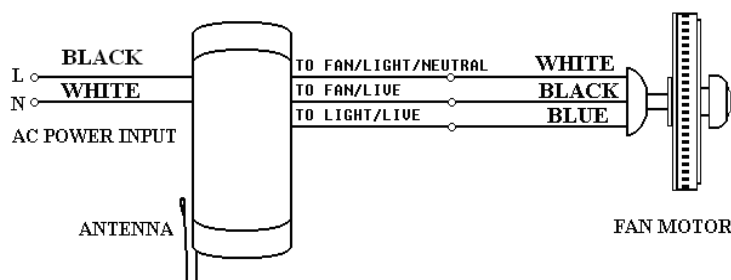 L
BLACK
N
WHITE
AC POWER INPUT
ANTENNA
TO FAN/LIGHT/NEUTRAL
WHITE
TO FAN/LIVE
BLACK
TO LIGHT/LIVE
BLUE
FAN MOTOR